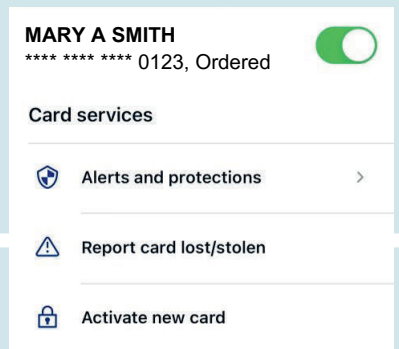 MARY A SMITH
**** **** **** 0123, Ordered
Card services
Alerts and protections
Report card lost/stolen
Activate new card